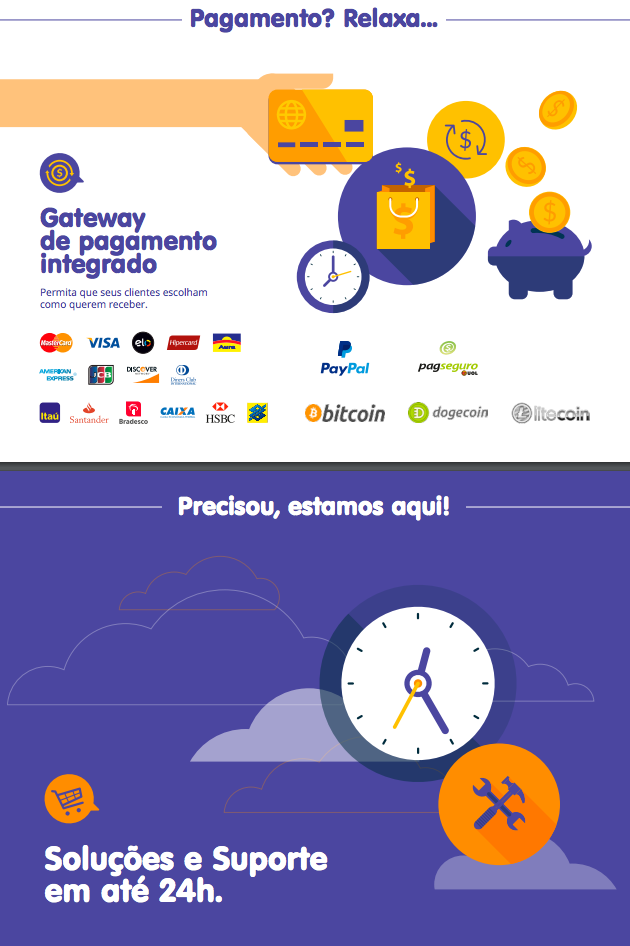 Pagamento? Relaxa...
Gateway
de pagamento
integrado
Permita que seus clientes escolham
como querem receber.
MasterCard VISA elo Hipercard Aura
AMERICAN EXPRESS JCB DISCOVER Diners Club INTERNATIONAL
PayPal pagseguro UOL
Itaú Santander Bradesco CAIXA HSBC
bitcoin dogecoin litecoin
Precisou, estamos aqui!
Soluções e Suporte
em até 24h.